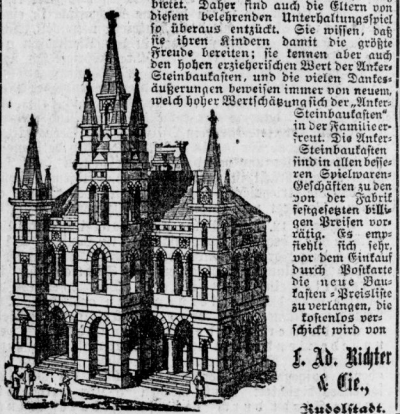 bietet. Daher sind auch die Eltern von
diesem belehrenden Unterhaltungsspiel
so überaus entzückt. Sie wissen, daß
sie ihren Kindern damit die größte
Freude bereiten; sie kennen aber auch
den hohen erzieherischen Wert der Anker-
Steinbaukasten, und die vielen Dankes-
äußerungen beweisen immer von neuem,
welch hoher Wertschätzung sich der „Anker-
Steinbaukasten“
in der Familie er-
freut. Die Anker-
Steinbaukasten
sind in allen besse-
ren Spielwaren-
Geschäften zu den
von der Fabrik
festgesetzten billi-
gen Preisen vor-
rätig. Es emp-
fiehlt sich sehr,
vor dem Einkauf
durch Postkarte
die neue Bau-
kasten-Preisliste
zu verlangen, die
kostenlos ver-
schickt wird von
F. Ad. Richter
& Cie.,
Rudolstadt.